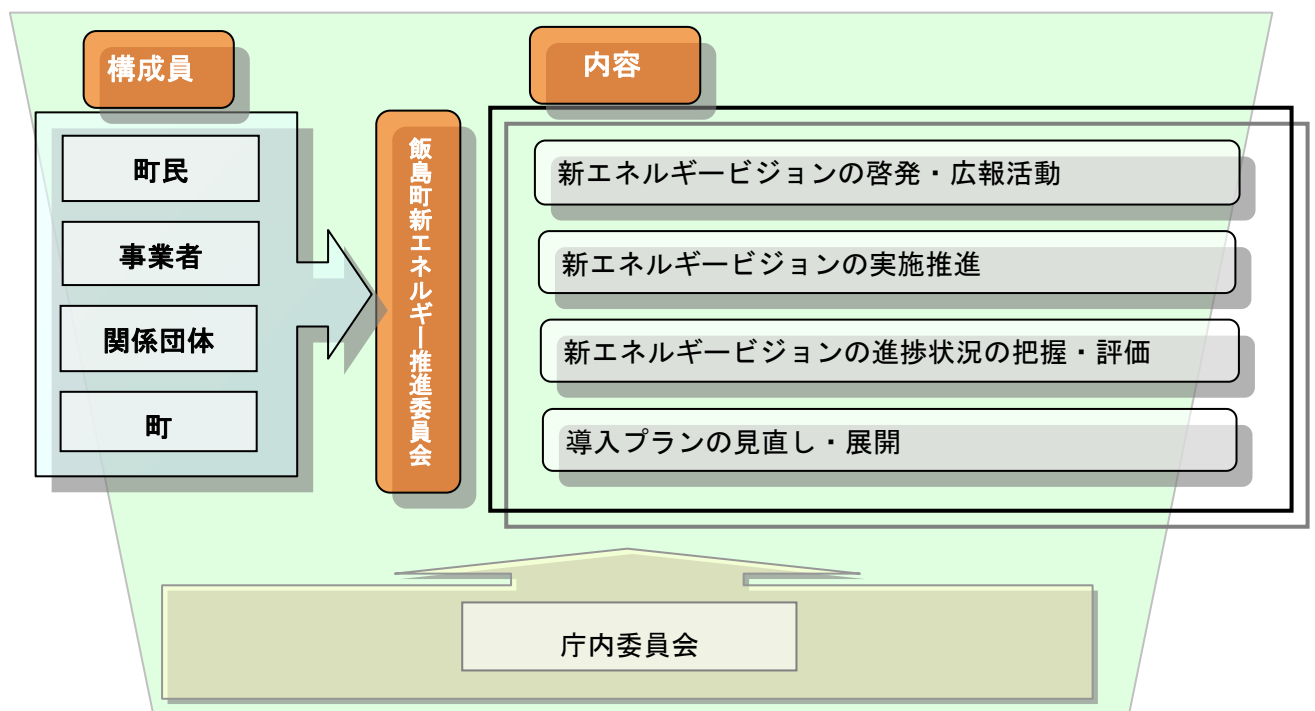 構成員
町民
事業者
関係団体
町
飯島町新エネルギー推進委員会
内容
新エネルギービジョンの啓発・広報活動
新エネルギービジョンの実施推進
新エネルギービジョンの進捗状況の把握・評価
導入プランの見直し・展開
庁内委員会